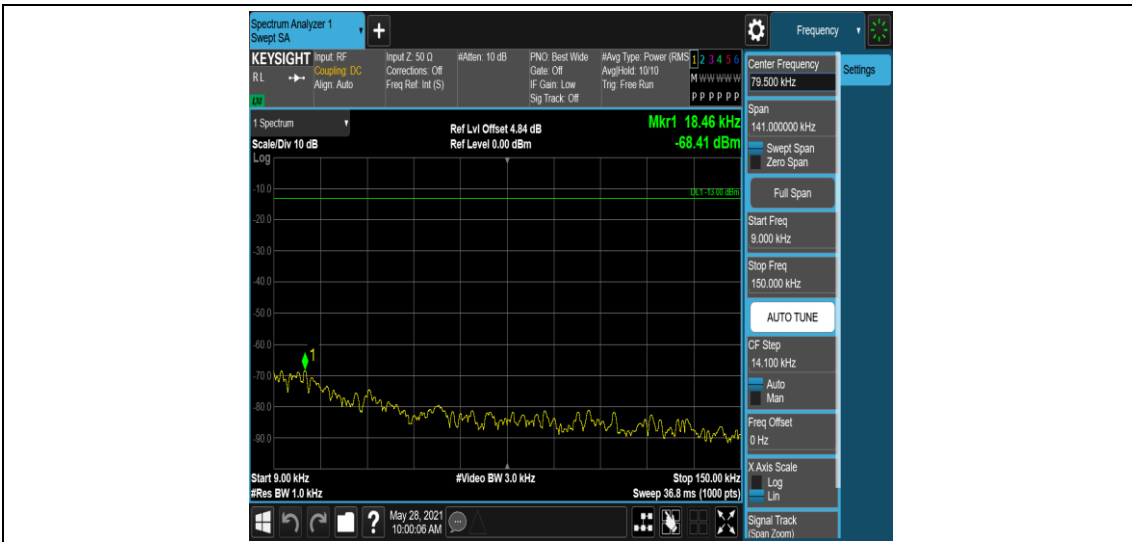 Spectrum Analyzer 1
Swept SA
+
Frequency
KEYSIGHT
RL
LXI
Input: RF
Coupling: DC
Align: Auto
Input Z: 50 Ω
Corrections: Off
Freq Ref: Int (S)
#Atten: 10 dB
PNO: Best Wide
Gate: Off
IF Gain: Low
Sig Track: Off
#Avg Type: Power (RMS
Avg|Hold: 10/10
Trig: Free Run
1 2 3 4 5 6
M W W W W W
P P P P P P
Center Frequency
79.500 kHz
Settings
Span
141.000000 kHz
Swept Span
Zero Span
Full Span
Start Freq
9.000 kHz
Stop Freq
150.000 kHz
AUTO TUNE
CF Step
14.100 kHz
Auto
Man
Freq Offset
0 Hz
X Axis Scale
Log
Lin
Signal Track
(Span Zoom)
1 Spectrum
Scale/Div 10 dB
Ref Lvl Offset 4.84 dB
Ref Level 0.00 dBm
Mkr1 18.46 kHz
-68.41 dBm
Log
DL1 -13.00 dBm
-10.0
-20.0
-30.0
-40.0
-50.0
-60.0
-70.0
-80.0
-90.0
1
Start 9.00 kHz
#Video BW 3.0 kHz
Stop 150.00 kHz
#Res BW 1.0 kHz
Sweep 36.8 ms (1000 pts)
?
May 28, 2021
10:00:06 AM